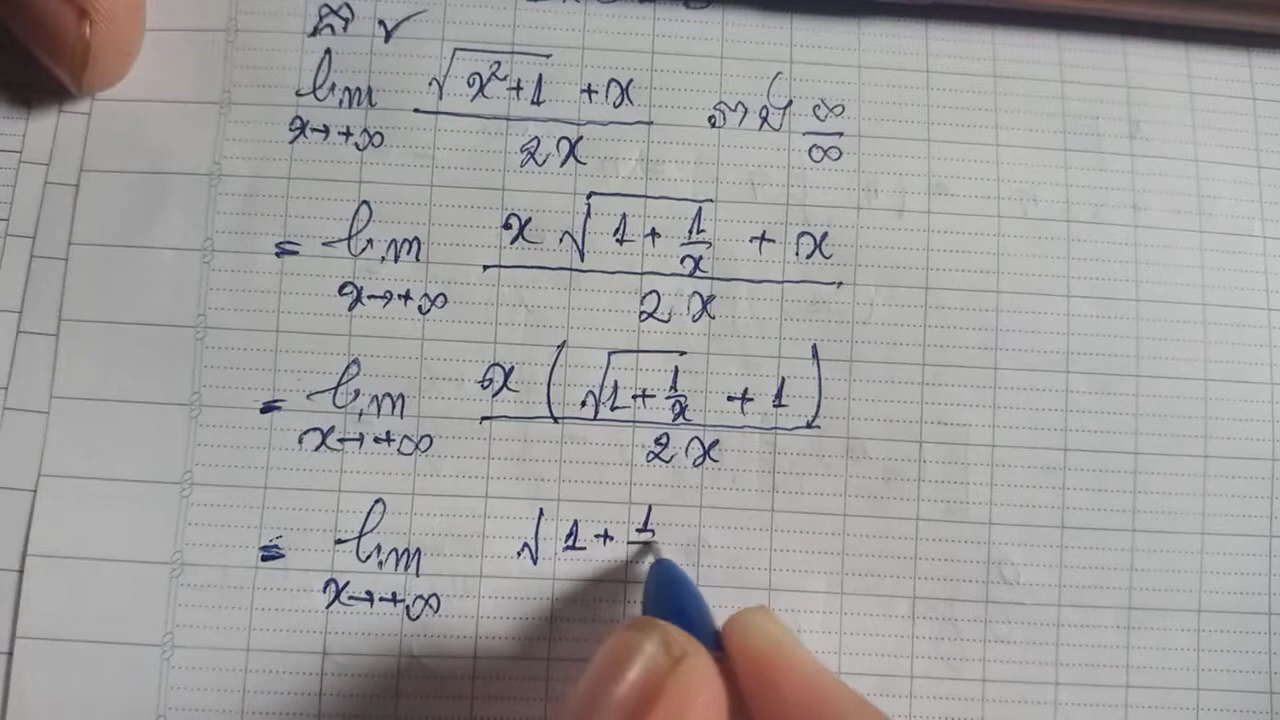 lim √(x²+1) + x / 2x ∞/∞
x→+∞
= lim x√(1 + 1/x) + x / 2x
x→+∞
= lim x(√(1 + 1/x) + 1) / 2x
x→+∞
= lim √1 + 1
x→+∞